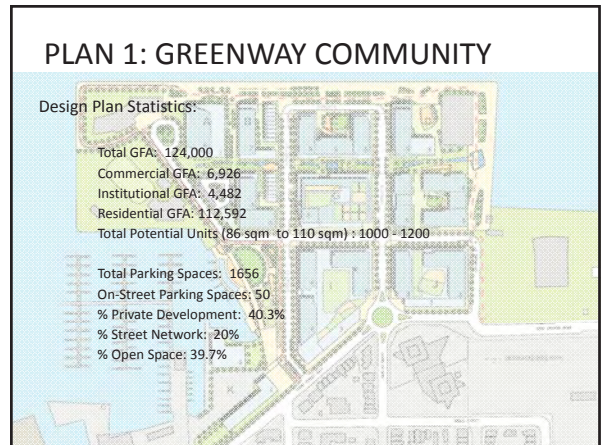 PLAN 1: GREENWAY COMMUNITY
Design Plan Statistics:
Total GFA: 124,000
Commercial GFA: 6,926
Institutional GFA: 4,482
Residential GFA: 112,592
Total Potential Units (86 sqm to 110 sqm) : 1000 - 1200
Total Parking Spaces: 1656
On-Street Parking Spaces: 50
% Private Development: 40.3%
% Street Network: 20%
% Open Space: 39.7%